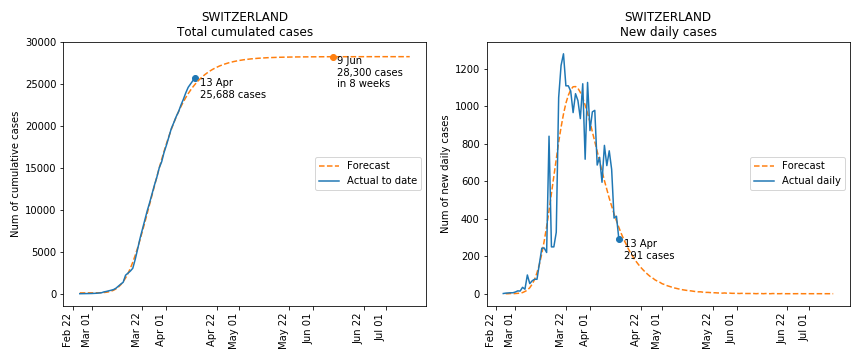 SWITZERLAND
Total cumulated cases
Num of cumulative cases
30000
25000
20000
15000
10000
5000
0
9 Jun
28,300 cases
in 8 weeks
13 Apr
25,688 cases
Forecast
Actual to date
Feb 22
Mar 01
Mar 22
Apr 01
Apr 22
May 01
May 22
Jun 01
Jun 22
Jul 01
SWITZERLAND
New daily cases
Num of new daily cases
1200
1000
800
600
400
200
0
13 Apr
291 cases
Forecast
Actual daily
Feb 22
Mar 01
Mar 22
Apr 01
Apr 22
May 01
May 22
Jun 01
Jun 22
Jul 01